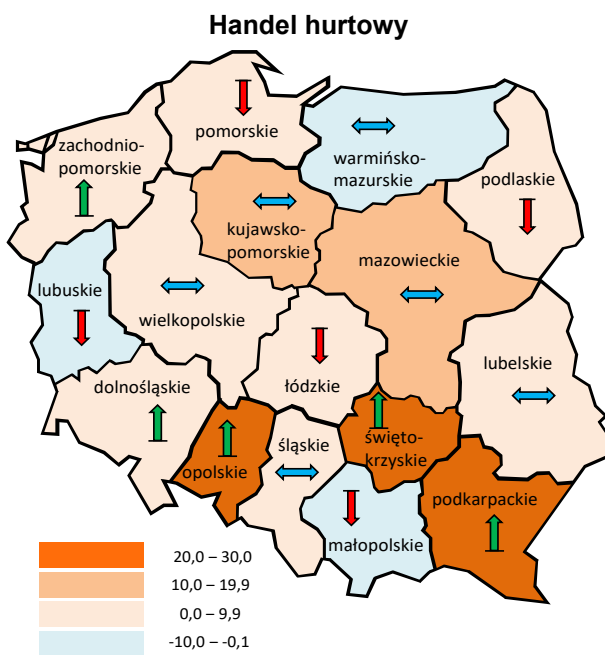 Handel hurtowy
pomorskie
zachodnio-
pomorskie
warmińsko-
mazurskie
podlaskie
kujawsko-
pomorskie
mazowieckie
lubuskie
wielkopolskie
lubelskie
dolnośląskie
łódzkie
śląskie
święto-
krzyskie
opolskie
podkarpackie
małopolskie
20,0 – 30,0
10,0 – 19,9
0,0 – 9,9
-10,0 – -0,1